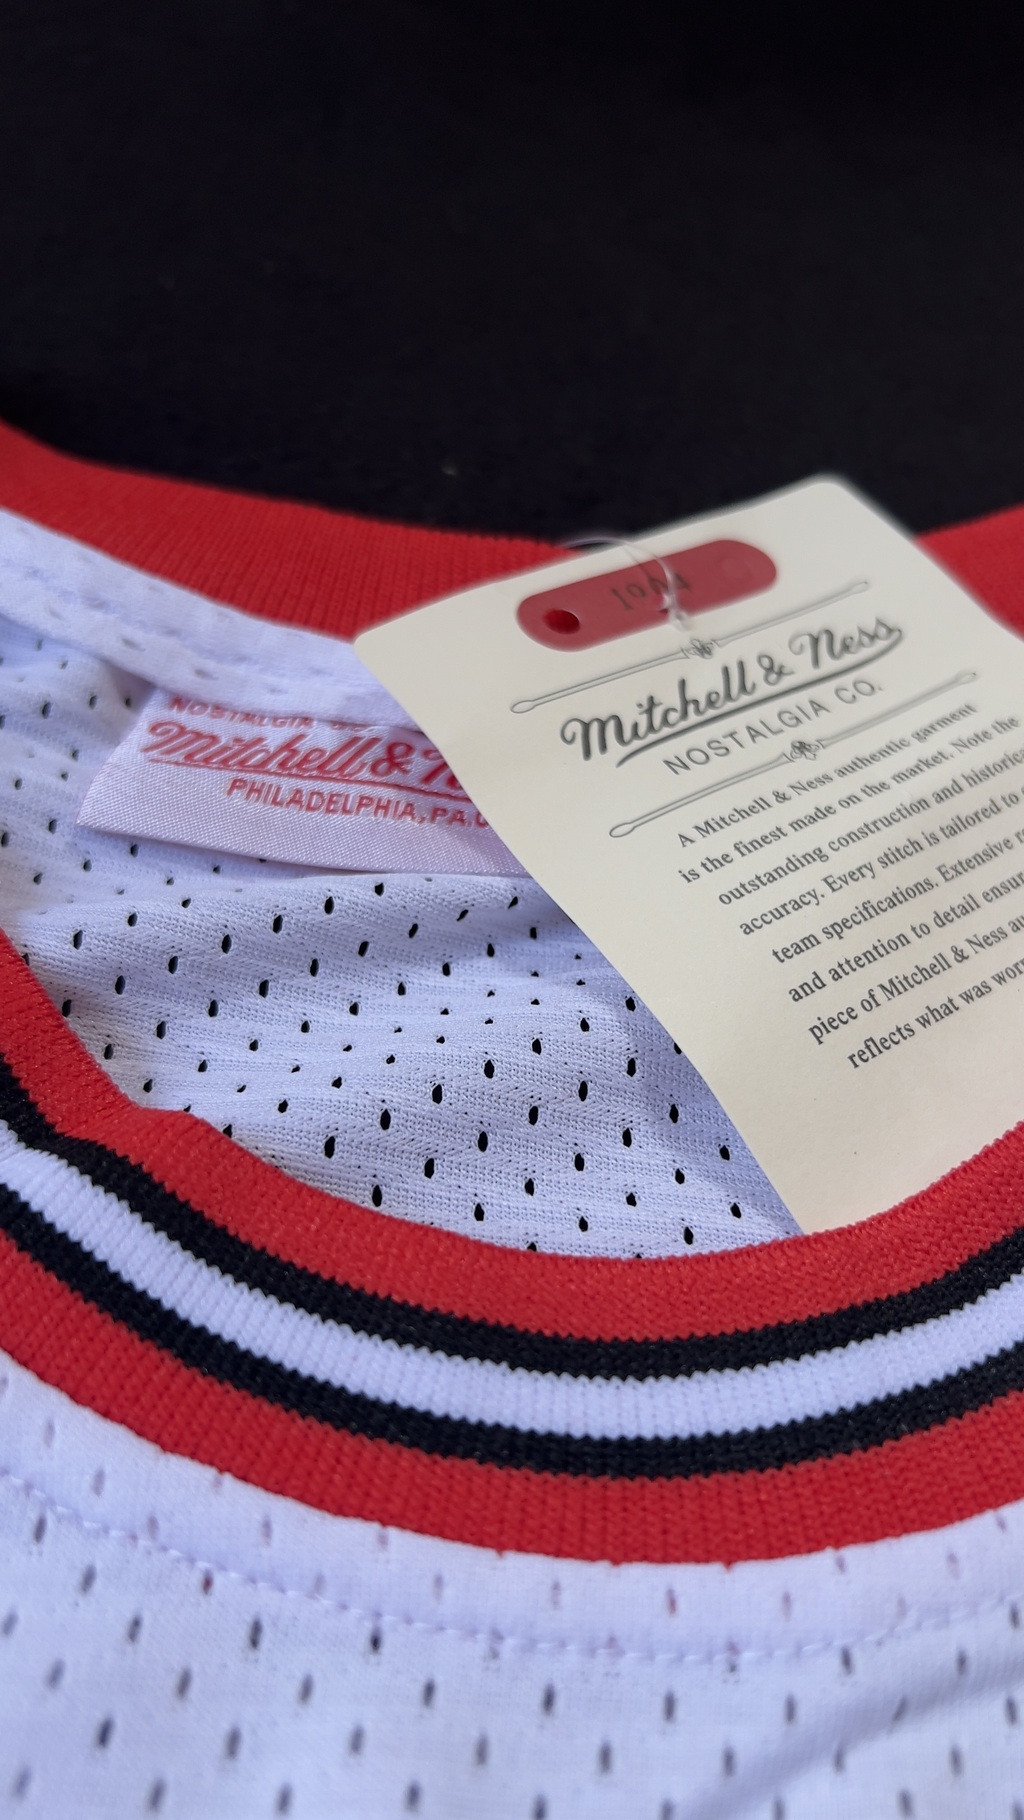 Mitchell & Ness
NOSTALGIA CO.
A Mitchell & Ness authentic garment
is the finest made on the market. Note the
outstanding construction and historic
accuracy. Every stitch is tailored to
team specifications. Extensive
and attention to detail ensur
piece of Mitchell & Ness au
reflects what was wor
NOSTALGIA
Mitchell & N
PHILADELPHIA, PA.